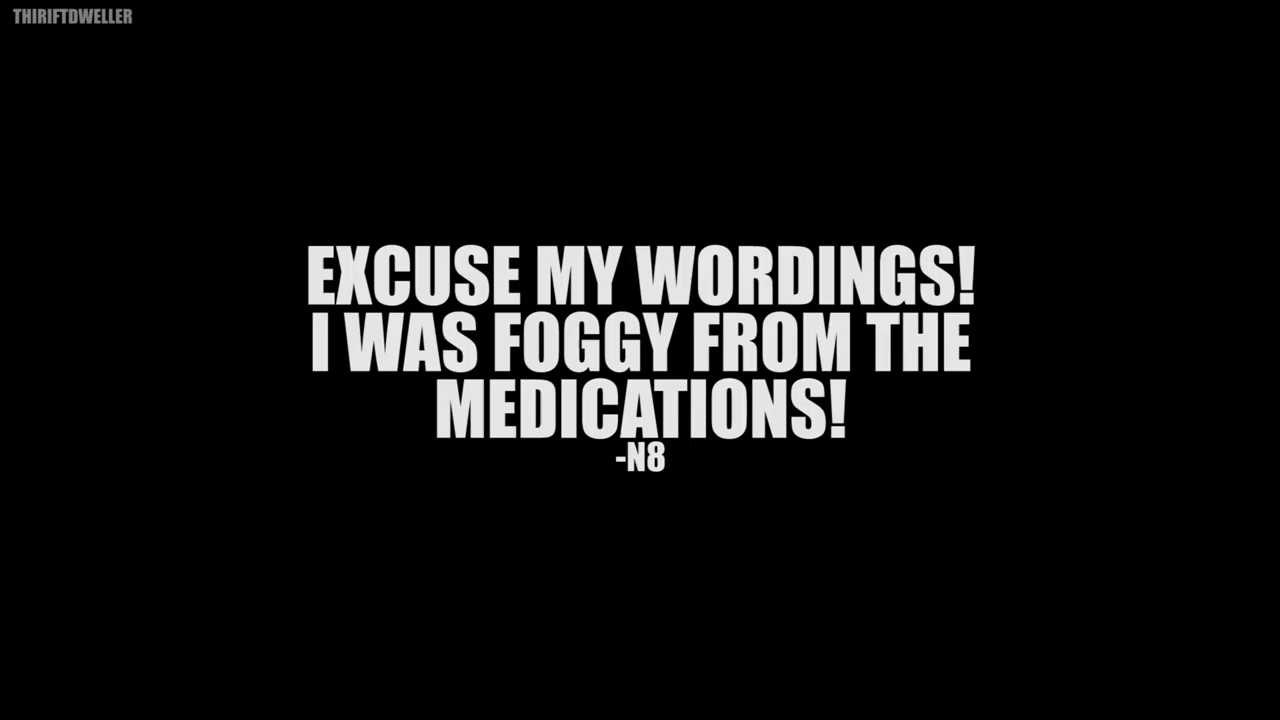 THIRIFTDWELLER
EXCUSE MY WORDINGS!
I WAS FOGGY FROM THE
MEDICATIONS!
-N8